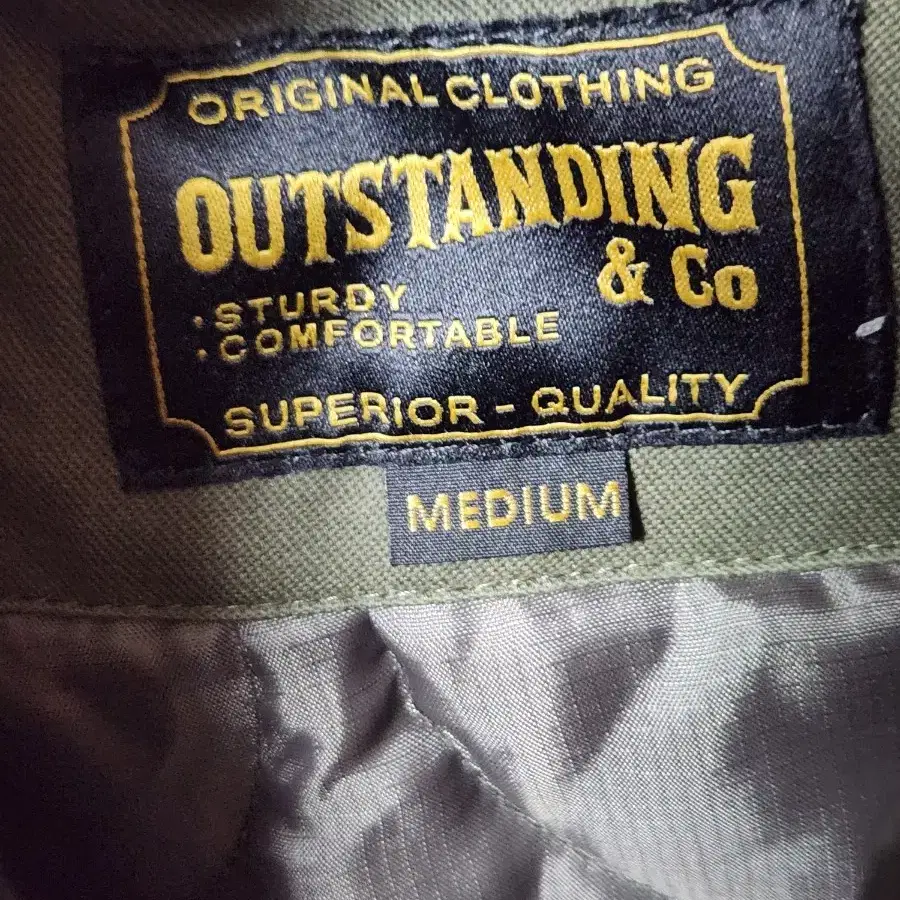 ORIGINAL CLOTHING
OUTSTANDING
& Co
· STURDY
· COMFORTABLE
SUPERIOR - QUALITY
MEDIUM